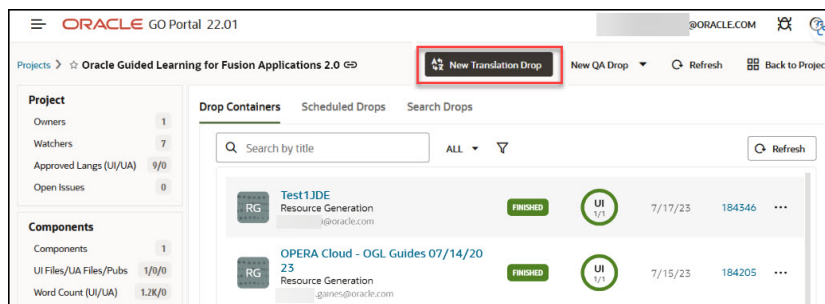 ORACLE GO Portal 22.01
@ORACLE.COM
Projects > Oracle Guided Learning for Fusion Applications 2.0
New Translation Drop
New QA Drop
Refresh
Back to Projec
Project
Owners 1
Watchers 7
Approved Langs (UI/UA) 9/0
Open Issues 0
Components
Components 1
UI Files/UA Files/Pubs 1/0/0
Word Count (UI/UA) 1.2K/0
Drop Containers Scheduled Drops Search Drops
Search by title
ALL
Refresh
RG
Test1JDE
Resource Generation
@oracle.com
FINISHED
UI
1/1
7/17/23
184346
...
RG
OPERA Cloud - OGL Guides 07/14/20
23
Resource Generation
.gaines@oracle.com
FINISHED
UI
1/1
7/15/23
184205
...